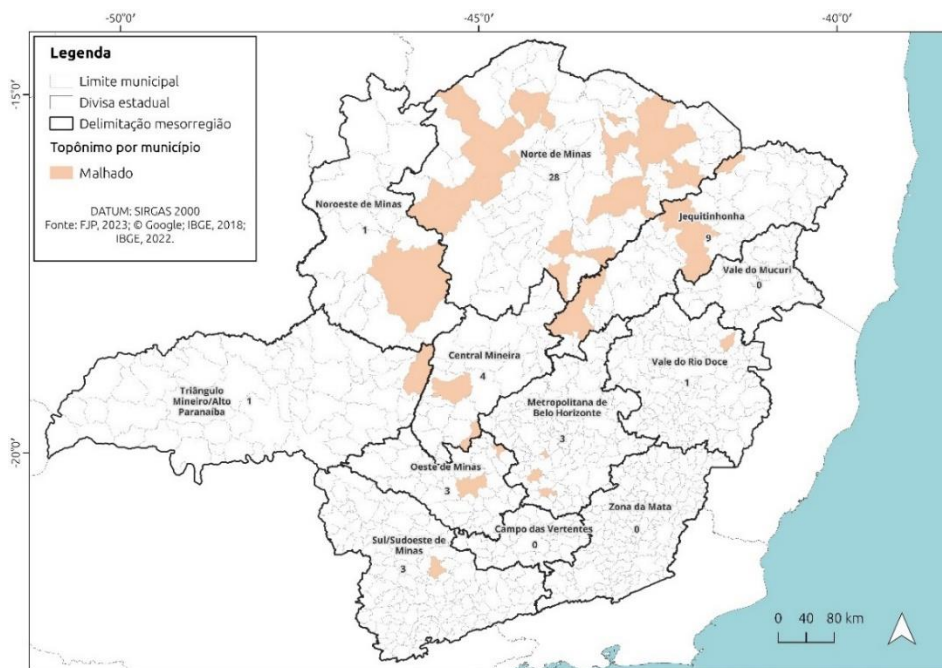 -50°0' -45°0' -40°0'
-15°0'
-20°0'
Legenda
Limite municipal
Divisa estadual
Delimitação mesorregião
Topônimo por município
Malhado
DATUM: SIRGAS 2000
Fonte: FJP, 2023; © Google; IBGE, 2018;
IBGE, 2022.
Norte de Minas
28
Noroeste de Minas
1
Jequitinhonha
9
Vale do Mucuri
0
Central Mineira
4
Vale do Rio Doce
1
Triângulo
Mineiro/Alto
Paranaíba
1
Metropolitana de
Belo Horizonte
3
Oeste de Minas
3
Zona da Mata
0
Campo das Vertentes
0
Sul/Sudoeste de
Minas
3
0 40 80 km